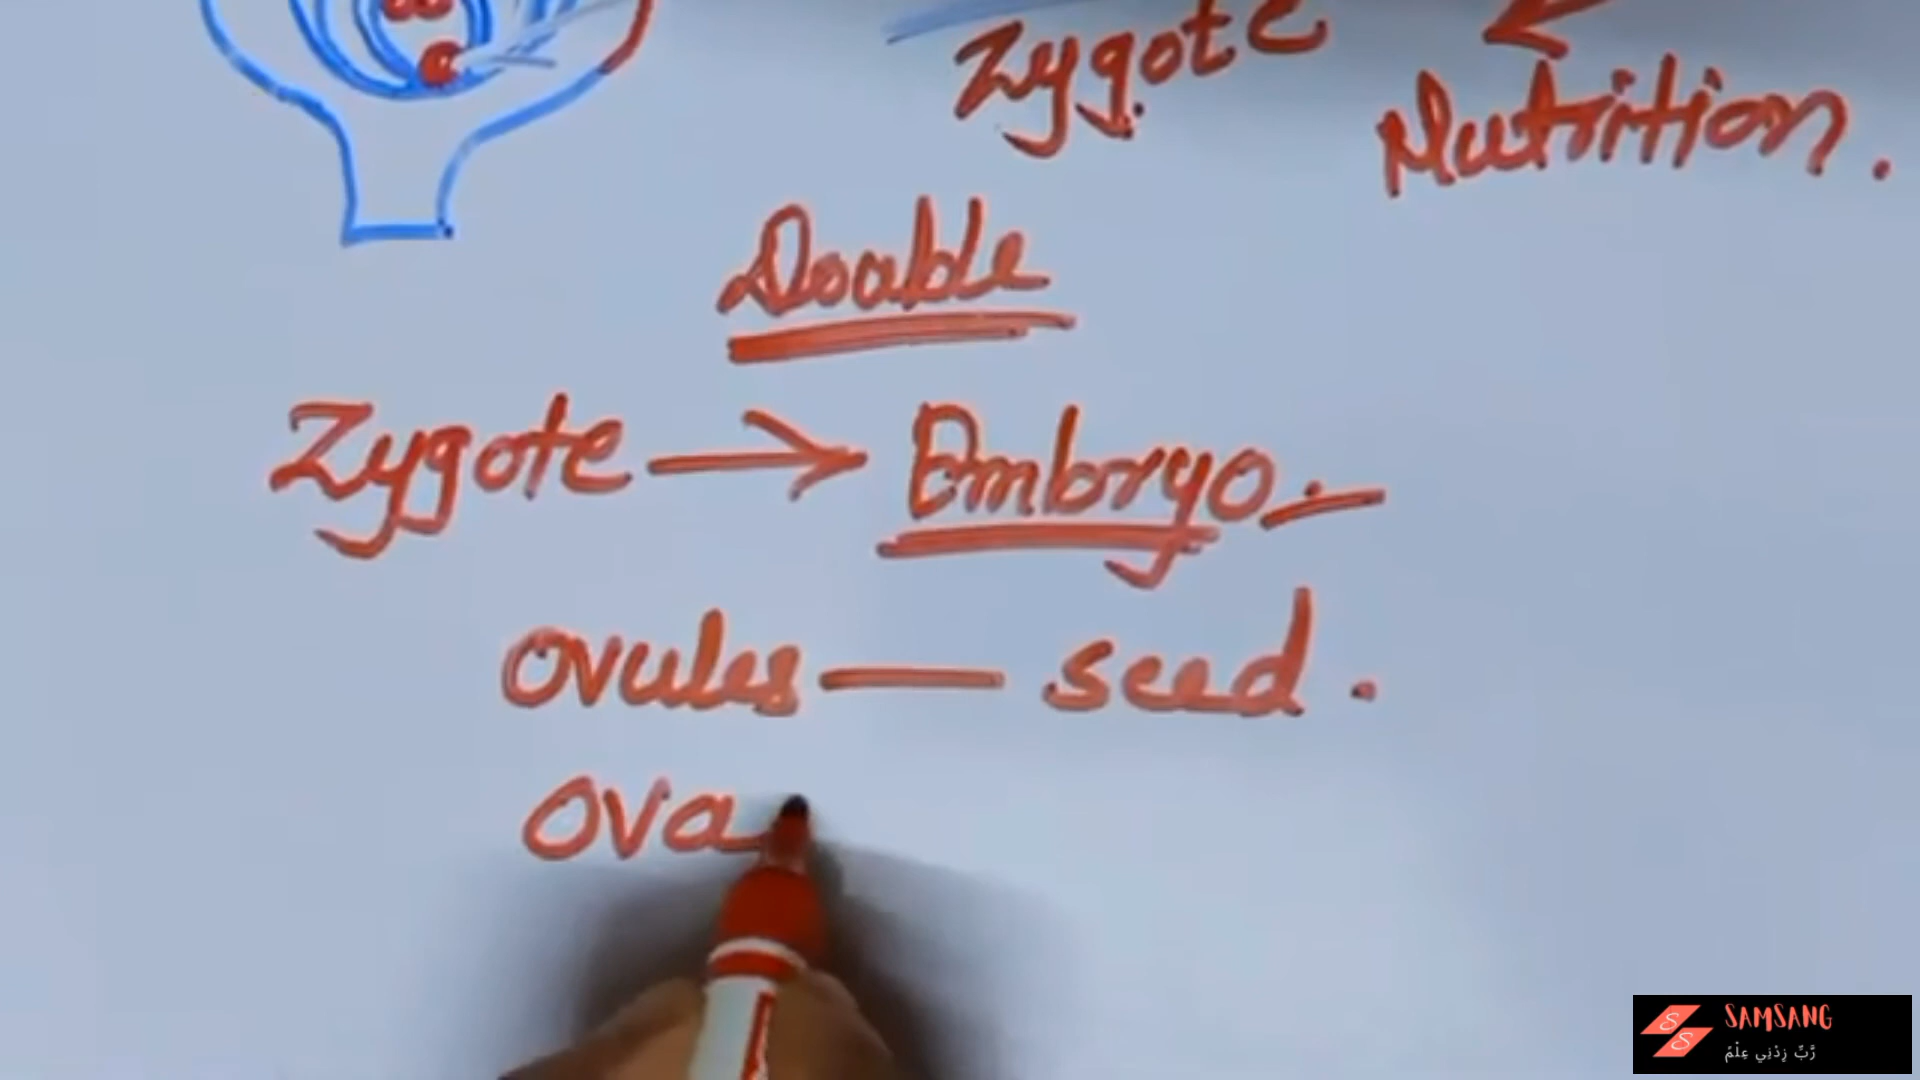 Zygote
Nutrition.
Double
Zygote → Embryo.
ovules — seed.
ova
SAMSANG
رَّبِّ زِدْنِي عِلْمًا